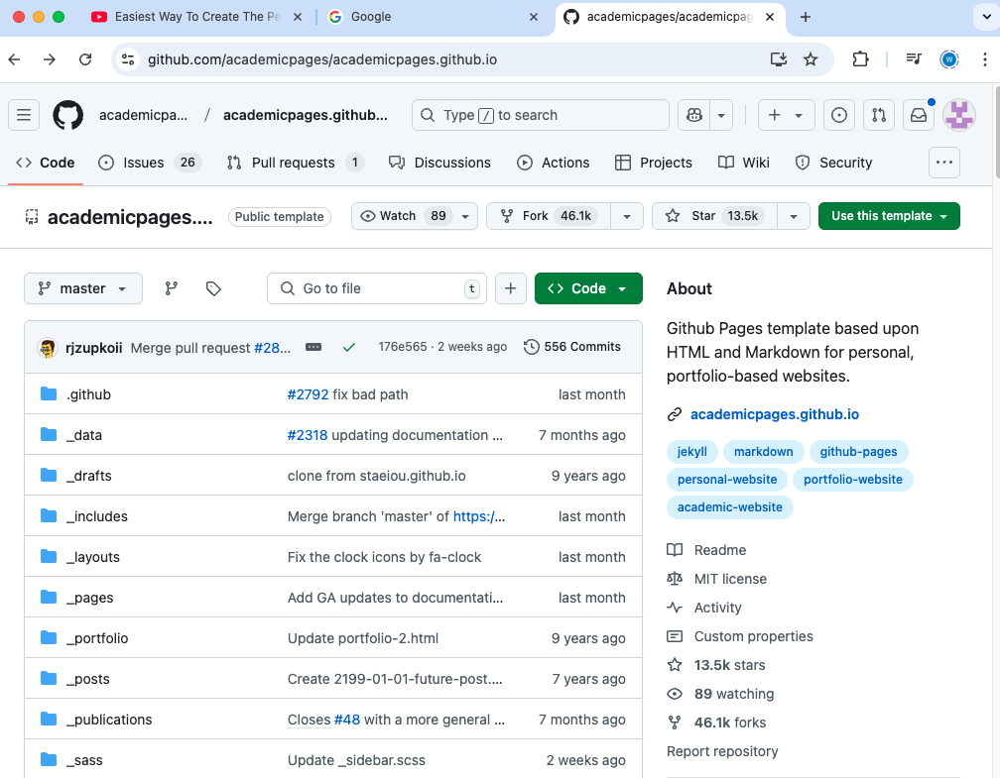 Easiest Way To Create The Pe
Google
academicpages/academicpag
github.com/academicpages/academicpages.github.io
W
academicpa... / academicpages.github...
Type / to search
Code
Issues 26
Pull requests 1
Discussions
Actions
Projects
Wiki
Security
academicpages....
Public template
Watch 89
Fork 46.1k
Star 13.5k
Use this template
master
Go to file
t
Code
rjzupkoii Merge pull request #28... 176e565 · 2 weeks ago 556 Commits
.github #2792 fix bad path last month
_data #2318 updating documentation ... 7 months ago
_drafts clone from staeiou.github.io 9 years ago
_includes Merge branch 'master' of https:/... last month
_layouts Fix the clock icons by fa-clock last month
_pages Add GA updates to documentati... last month
_portfolio Update portfolio-2.html 9 years ago
_posts Create 2199-01-01-future-post.... 7 years ago
_publications Closes #48 with a more general ... 7 months ago
_sass Update _sidebar.scss 2 weeks ago
About
Github Pages template based upon
HTML and Markdown for personal,
portfolio-based websites.
academicpages.github.io
jekyll markdown github-pages
personal-website portfolio-website
academic-website
Readme
MIT license
Activity
Custom properties
13.5k stars
89 watching
46.1k forks
Report repository